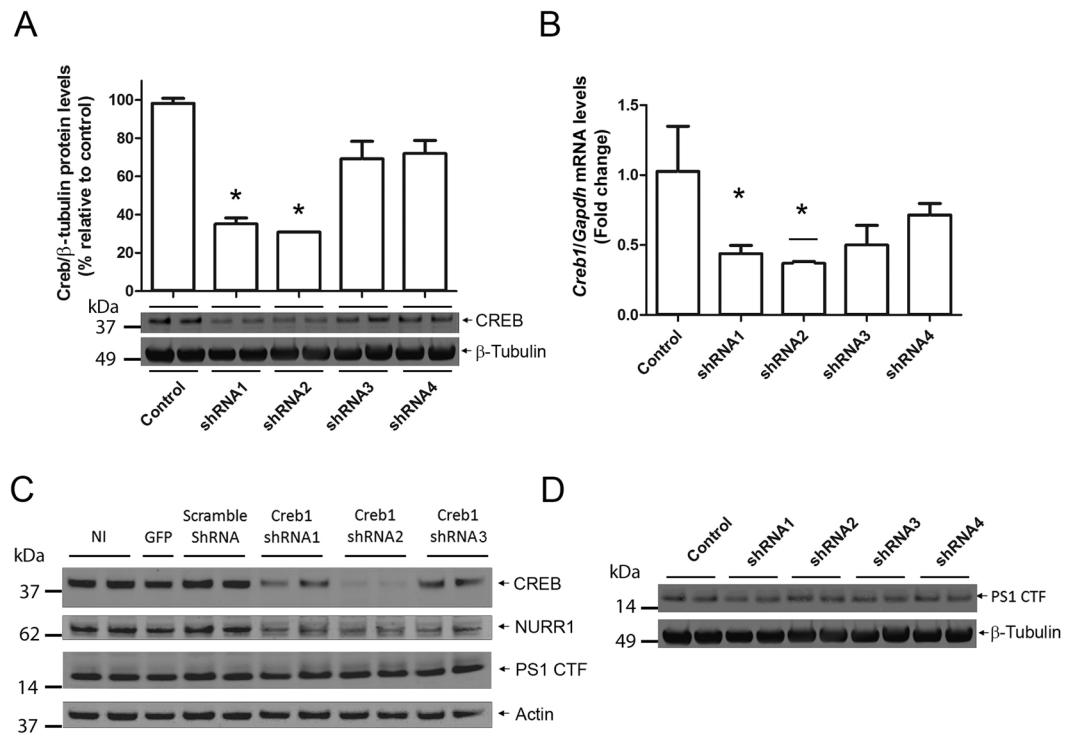 A
Creb/β-tubulin protein levels
(% relative to control)
100
80
60
40
20
0
*
*
kDa
37
49
CREB
β-Tubulin
Control
shRNA1
shRNA2
shRNA3
shRNA4
B
Creb1/Gapdh mRNA levels
(Fold change)
1.5
1.0
0.5
0.0
*
*
Control
shRNA1
shRNA2
shRNA3
shRNA4
C
NI
GFP
Scramble
ShRNA
Creb1
shRNA1
Creb1
shRNA2
Creb1
shRNA3
kDa
37
62
14
37
CREB
NURR1
PS1 CTF
Actin
D
Control
shRNA1
shRNA2
shRNA3
shRNA4
kDa
14
49
PS1 CTF
β-Tubulin